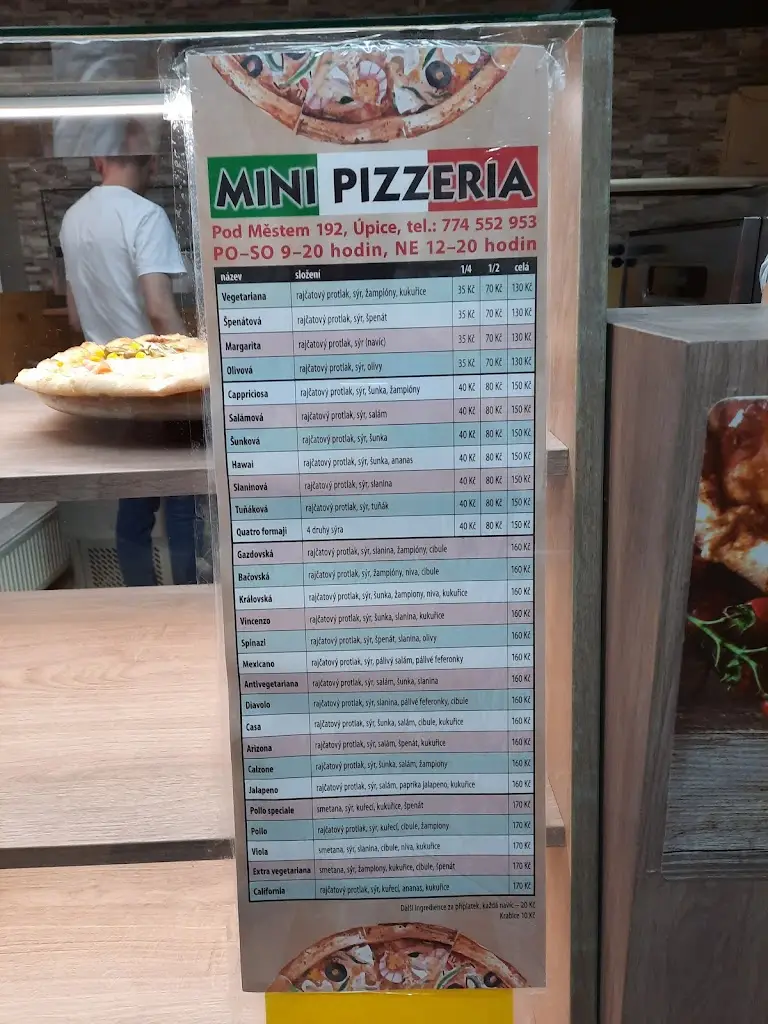 MINI PIZZERIA
Pod Městem 192, Úpice, tel.: 774 552 953
PO–SO 9–20 hodin, NE 12–20 hodin
název složení 1/4 1/2 celá
Vegetariana rajčatový protlak, sýr, žampióny, kukuřice 35 Kč 70 Kč 130 Kč
Špenátová rajčatový protlak, sýr, špenát 35 Kč 70 Kč 130 Kč
Margarita rajčatový protlak, sýr (navíc) 35 Kč 70 Kč 130 Kč
Olivová rajčatový protlak, sýr, olivy 35 Kč 70 Kč 130 Kč
Cappriciosa rajčatový protlak, sýr, šunka, žampióny 40 Kč 80 Kč 150 Kč
Salámová rajčatový protlak, sýr, salám 40 Kč 80 Kč 150 Kč
Šunková rajčatový protlak, sýr, šunka 40 Kč 80 Kč 150 Kč
Hawai rajčatový protlak, sýr, šunka, ananas 40 Kč 80 Kč 150 Kč
Slaninová rajčatový protlak, sýr, slanina 40 Kč 80 Kč 150 Kč
Tuňáková rajčatový protlak, sýr, tuňák 40 Kč 80 Kč 150 Kč
Quatro formaji 4 druhy sýra 40 Kč 80 Kč 150 Kč
Gazdovská rajčatový protlak, sýr, slanina, žampióny, cibule 160 Kč
Bačovská rajčatový protlak, sýr, žampióny, niva, cibule 160 Kč
Královská rajčatový protlak, sýr, šunka, žampiony, niva, kukuřice 160 Kč
Vincenzo rajčatový protlak, sýr, šunka, slanina, kukuřice 160 Kč
Spinazi rajčatový protlak, sýr, špenát, slanina, olivy 160 Kč
Mexicano rajčatový protlak, sýr, pálivý salám, pálivé feferonky 160 Kč
Antivegetariana rajčatový protlak, sýr, salám, šunka, slanina 160 Kč
Diavolo rajčatový protlak, sýr, slanina, pálivé feferonky, cibule 160 Kč
Casa rajčatový protlak, sýr, šunka, salám, cibule, kukuřice 160 Kč
Arizona rajčatový protlak, sýr, salám, špenát, kukuřice 160 Kč
Calzone rajčatový protlak, sýr, šunka, salám, žampiony 160 Kč
Jalapeno rajčatový protlak, sýr, salám, paprika jalapeno, kukuřice 160 Kč
Pollo speciale smetana, sýr, kuřecí, kukuřice, špenát 170 Kč
Pollo rajčatový protlak, sýr, kuřecí, cibule, žampiony 170 Kč
Viola smetana, sýr, slanina, cibule, niva, kukuřice 170 Kč
Extra vegetariana smetana, sýr, žampiony, kukuřice, cibule, špenát 170 Kč
California rajčatový protlak, sýr, kuřecí, ananas, kukuřice 170 Kč
Další ingredience za příplatek, každá navíc – 20 Kč
Krabice 10 Kč